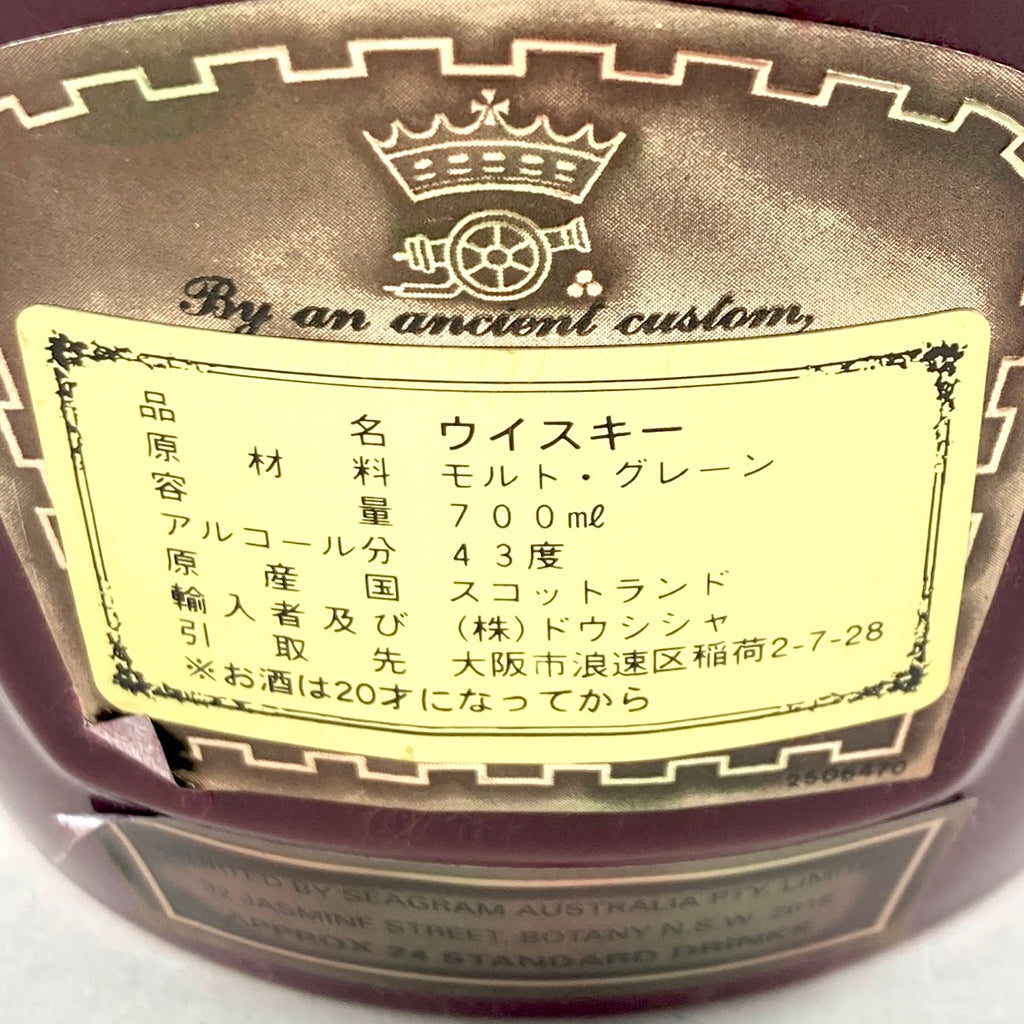 By an ancient custom,
品名 ウイスキー
原材料 モルト・グレーン
容量 700㎖
アルコール分 43度
原産国 スコットランド
輸入者及び (株)ドウシシャ
引取先 大阪市浪速区稲荷2-7-28
※お酒は20才になってから
2506470
BY SEAGRAM AUSTRALIA PTY.
32 JASMINE STREET, BOTANY N.S.W. 2019
APPROX 24 STANDARD DRINKS